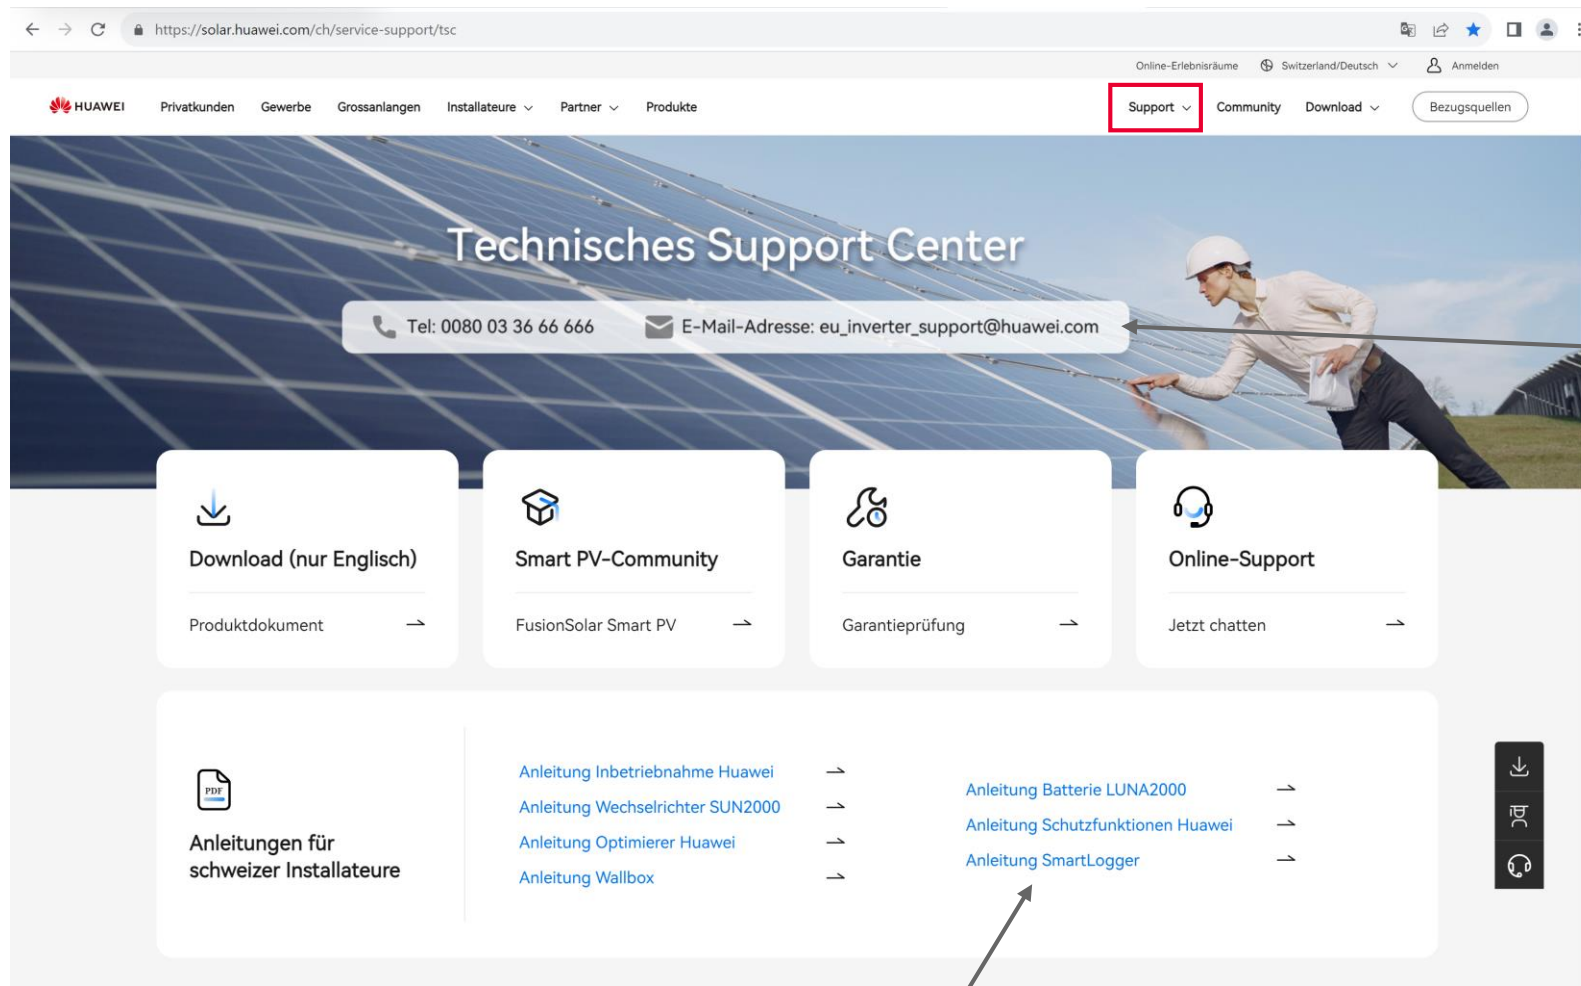 https://solar.huawei.com/ch/service-support/tsc
Online-Erlebnisräume Switzerland/Deutsch Anmelden
HUAWEI Privatkunden Gewerbe Grossanlangen Installateure Partner Produkte Support Community Download Bezugsquellen
Technisches Support Center
Tel: 0080 03 36 66 666 E-Mail-Adresse: eu_inverter_support@huawei.com
Download (nur Englisch)
Produktdokument
Smart PV-Community
FusionSolar Smart PV
Garantie
Garantieprüfung
Online-Support
Jetzt chatten
PDF
Anleitungen für
schweizer Installateure
Anleitung Inbetriebnahme Huawei
Anleitung Wechselrichter SUN2000
Anleitung Optimierer Huawei
Anleitung Wallbox
Anleitung Batterie LUNA2000
Anleitung Schutzfunktionen Huawei
Anleitung SmartLogger